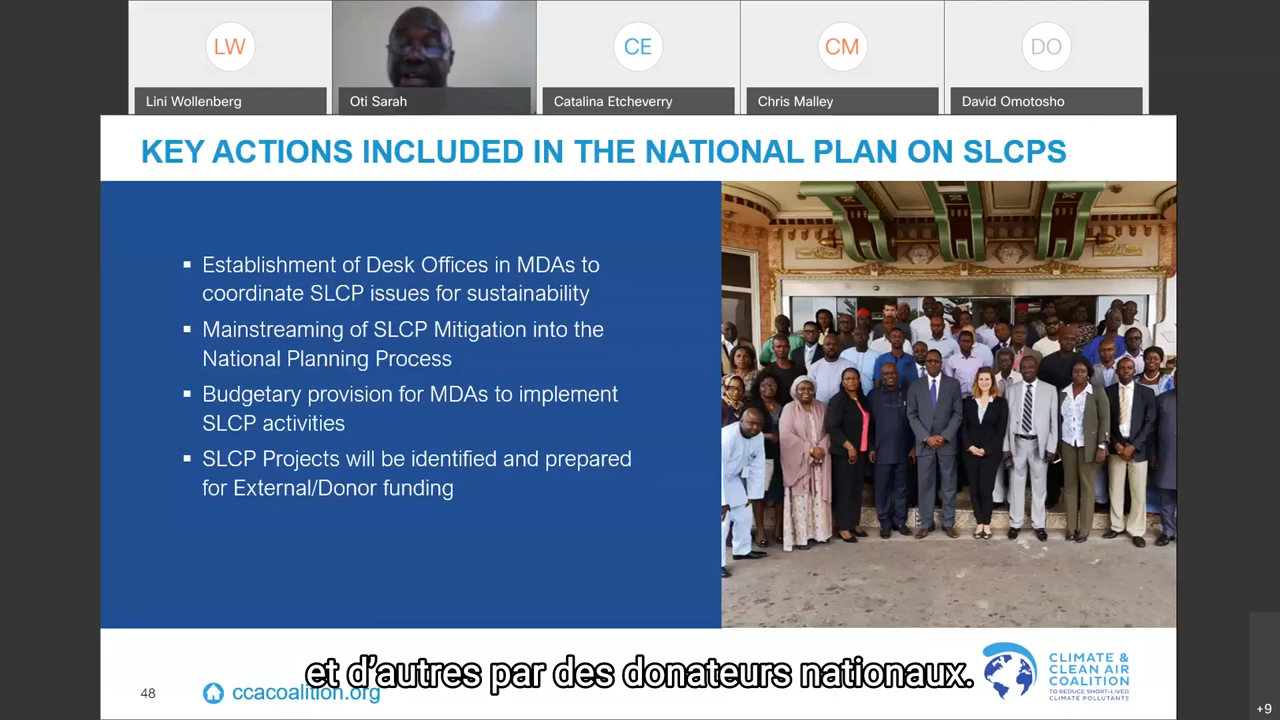 LW
Lini Wollenberg
Oti Sarah
CE
Catalina Etcheverry
CM
Chris Malley
DO
David Omotosho
KEY ACTIONS INCLUDED IN THE NATIONAL PLAN ON SLCPS
▪ Establishment of Desk Offices in MDAs to
coordinate SLCP issues for sustainability
▪ Mainstreaming of SLCP Mitigation into the
National Planning Process
▪ Budgetary provision for MDAs to implement
SLCP activities
▪ SLCP Projects will be identified and prepared
for External/Donor funding
et d’autres par des donateurs nationaux.
48
ccacoalition.org
CLIMATE &
CLEAN AIR
COALITION
TO REDUCE SHORT-LIVED
CLIMATE POLLUTANTS
+9